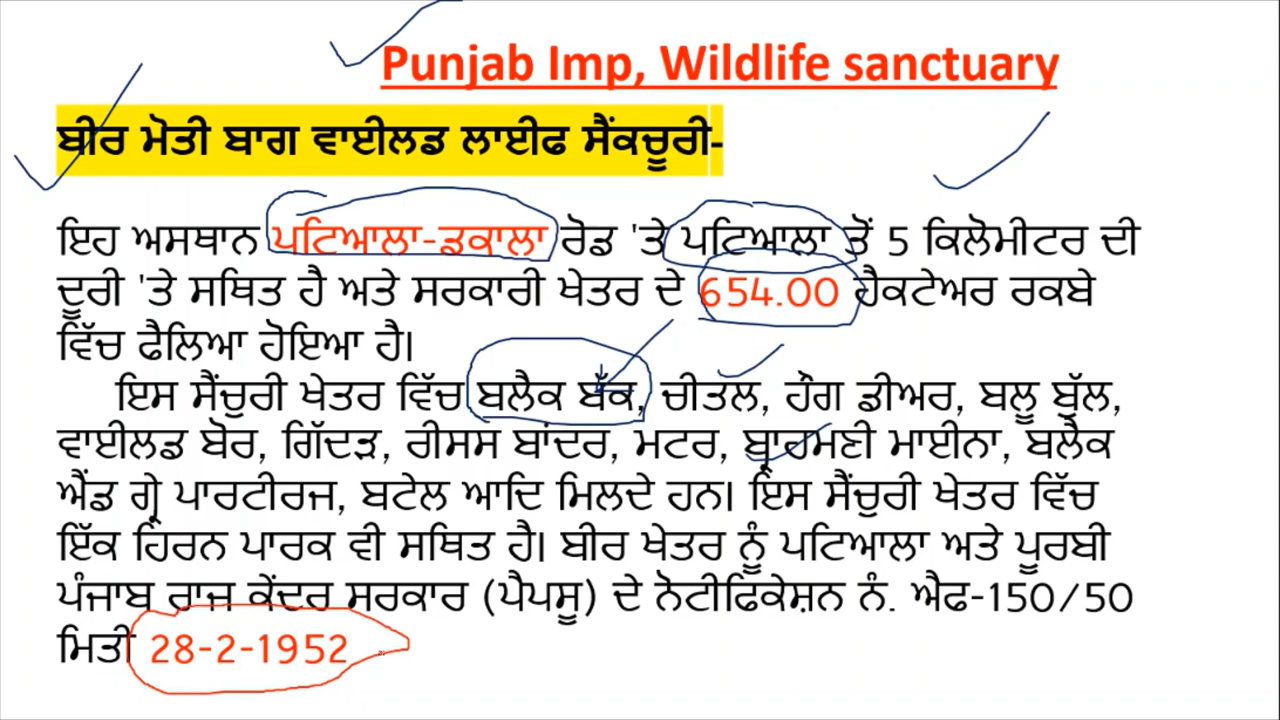 Punjab Imp, Wildlife sanctuary
ਬੀਰ ਮੋਤੀ ਬਾਗ ਵਾਈਲਡ ਲਾਈਫ ਸੈਂਕਚੂਰੀ-
ਇਹ ਅਸਥਾਨ ਪਟਿਆਲਾ-ਡਕਾਲਾ ਰੋਡ 'ਤੇ ਪਟਿਆਲਾ ਤੋਂ 5 ਕਿਲੋਮੀਟਰ ਦੀ
ਦੂਰੀ 'ਤੇ ਸਥਿਤ ਹੈ ਅਤੇ ਸਰਕਾਰੀ ਖੇਤਰ ਦੇ 654.00 ਹੈਕਟੇਅਰ ਰਕਬੇ
ਵਿੱਚ ਫੈਲਿਆ ਹੋਇਆ ਹੈ।
ਇਸ ਸੈਂਚੁਰੀ ਖੇਤਰ ਵਿੱਚ ਬਲੈਕ ਬੱਕ, ਚੀਤਲ, ਹੌਗ ਡੀਅਰ, ਬਲੂ ਬੁੱਲ,
ਵਾਈਲਡ ਬੋਰ, ਗਿੱਦੜ, ਰੀਸਸ ਬਾਂਦਰ, ਮਟਰ, ਬ੍ਰਾਹਮਣੀ ਮਾਈਨਾ, ਬਲੈਕ
ਐਂਡ ਗ੍ਰੇ ਪਾਰਟੀਰਜ, ਬਟੇਲ ਆਦਿ ਮਿਲਦੇ ਹਨ। ਇਸ ਸੈਂਚੁਰੀ ਖੇਤਰ ਵਿੱਚ
ਇੱਕ ਹਿਰਨ ਪਾਰਕ ਵੀ ਸਥਿਤ ਹੈ। ਬੀਰ ਖੇਤਰ ਨੂੰ ਪਟਿਆਲਾ ਅਤੇ ਪੂਰਬੀ
ਪੰਜਾਬ ਰਾਜ ਕੇਂਦਰ ਸਰਕਾਰ (ਪੈਪਸੂ) ਦੇ ਨੋਟੀਫਿਕੇਸ਼ਨ ਨੰ. ਐਫ-150/50
ਮਿਤੀ 28-2-1952